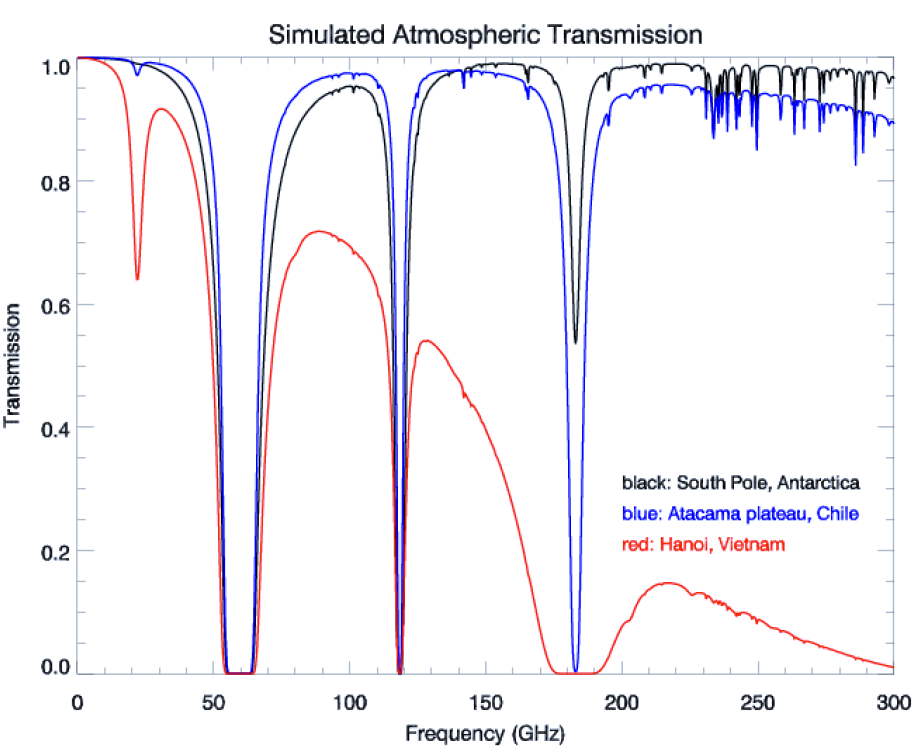 Simulated Atmospheric Transmission
1.0
0.8
0.6
0.4
0.2
0.0
Transmission
black: South Pole, Antarctica
blue: Atacama plateau, Chile
red: Hanoi, Vietnam
0 50 100 150 200 250 300
Frequency (GHz)